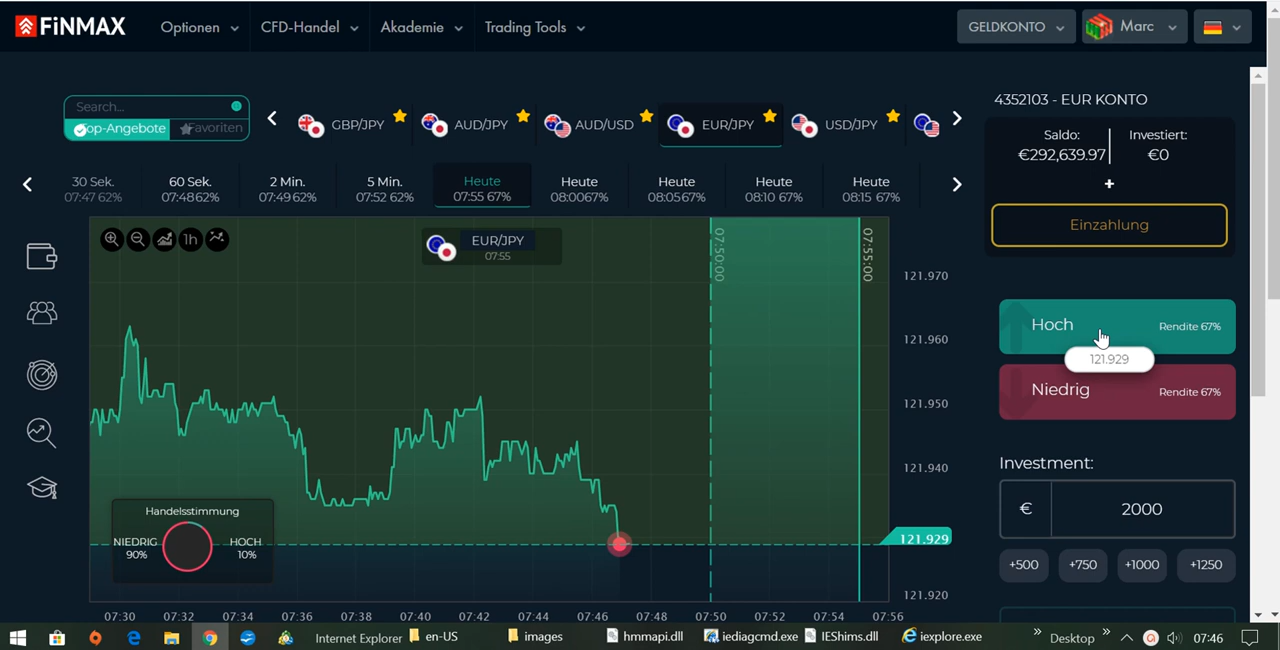 FiNMAX
Optionen
CFD-Handel
Akademie
Trading Tools
GELDKONTO
Marc
Search...
Top-Angebote
Favoriten
GBP/JPY
AUD/JPY
AUD/USD
EUR/JPY
USD/JPY
4352103 - EUR KONTO
Saldo:
€292,639.97
Investiert:
€0
+
Einzahlung
30 Sek.
07:47 62%
60 Sek.
07:48 62%
2 Min.
07:49 62%
5 Min.
07:52 62%
Heute
07:55 67%
Heute
08:00 67%
Heute
08:05 67%
Heute
08:10 67%
Heute
08:15 67%
1h
EUR/JPY
07:55
07:50:00
07:55:00
121.970
121.960
121.950
121.940
121.929
121.920
Handelsstimmung
NIEDRIG
90%
HOCH
10%
07:30
07:32
07:34
07:36
07:38
07:40
07:42
07:44
07:46
07:48
07:50
07:52
07:54
07:56
Hoch
Rendite 67%
121.929
Niedrig
Rendite 67%
Investment:
€
2000
+500
+750
+1000
+1250
Internet Explorer
en-US
images
hmmapi.dll
iediagcmd.exe
IEShims.dll
iexplore.exe
Desktop
07:46